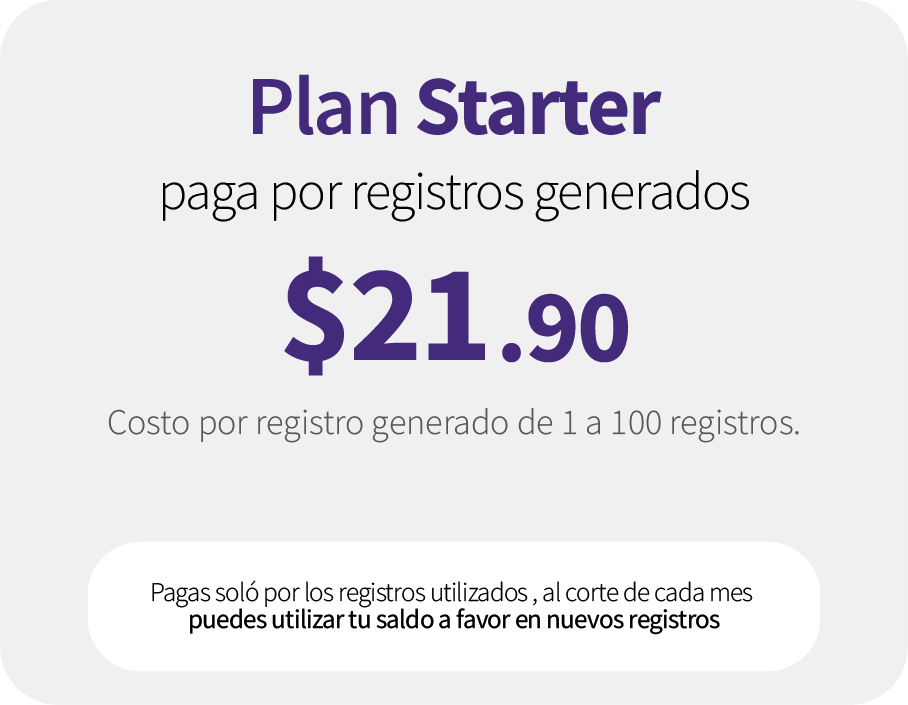 Plan Starter
paga por registros generados
$21.90
Costo por registro generado de 1 a 100 registros.
Pagas soló por los registros utilizados , al corte de cada mes
puedes utilizar tu saldo a favor en nuevos registros